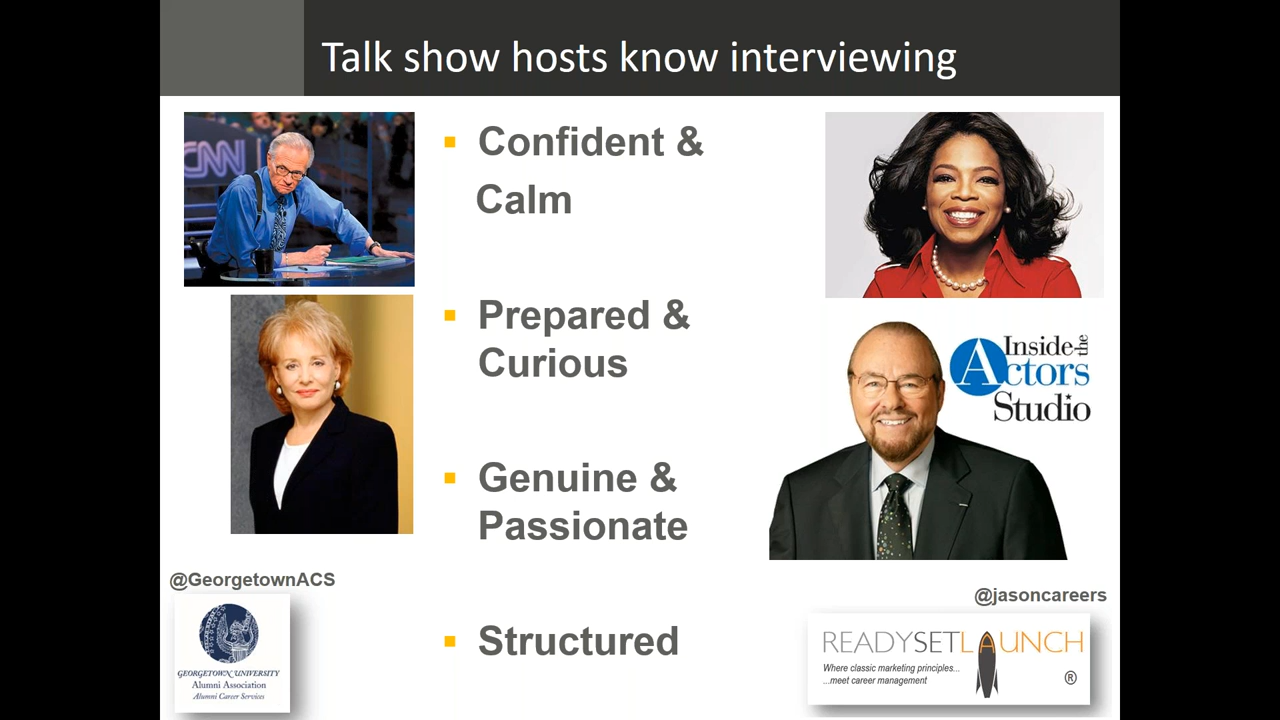 Talk show hosts know interviewing
CNN
Confident &
Calm
Prepared &
Curious
Genuine &
Passionate
Structured
Inside the
Actors
Studio
@GeorgetownACS
GEORGETOWN UNIVERSITY
Alumni Association
Alumni Career Services
@jasoncareers
READYSETLAUNCH
Where classic marketing principles...
...meet career management
®